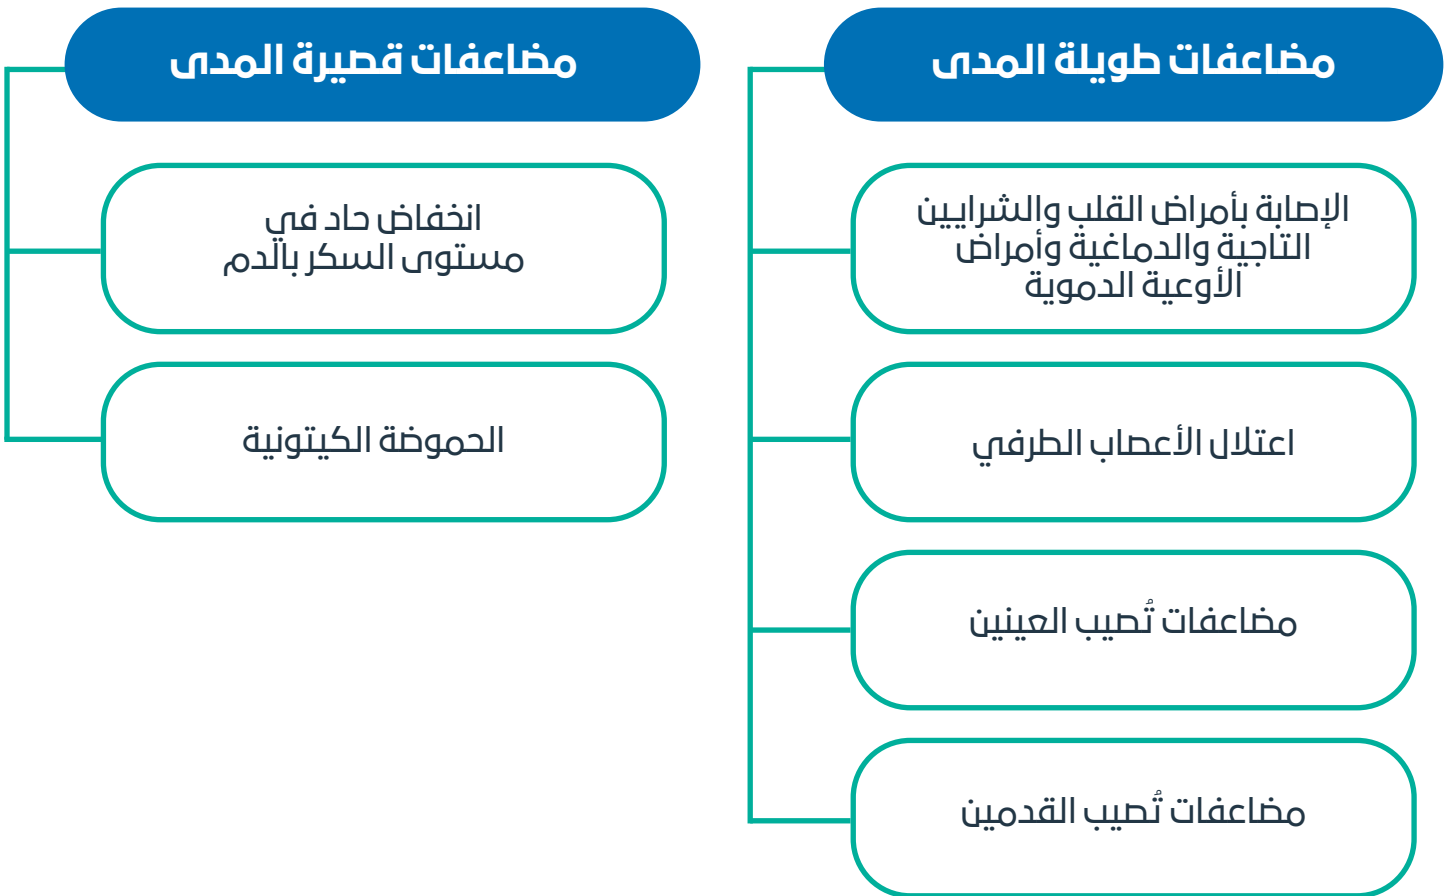 مضاعفات طويلة المدى
الإصابة بأمراض القلب والشرايين
التاجية والدماغية وأمراض
الأوعية الدموية
اعتلال الأعصاب الطرفي
مضاعفات تُصيب العينين
مضاعفات تُصيب القدمين
مضاعفات قصيرة المدى
انخفاض حاد في
مستوى السكر بالدم
الحموضة الكيتونية